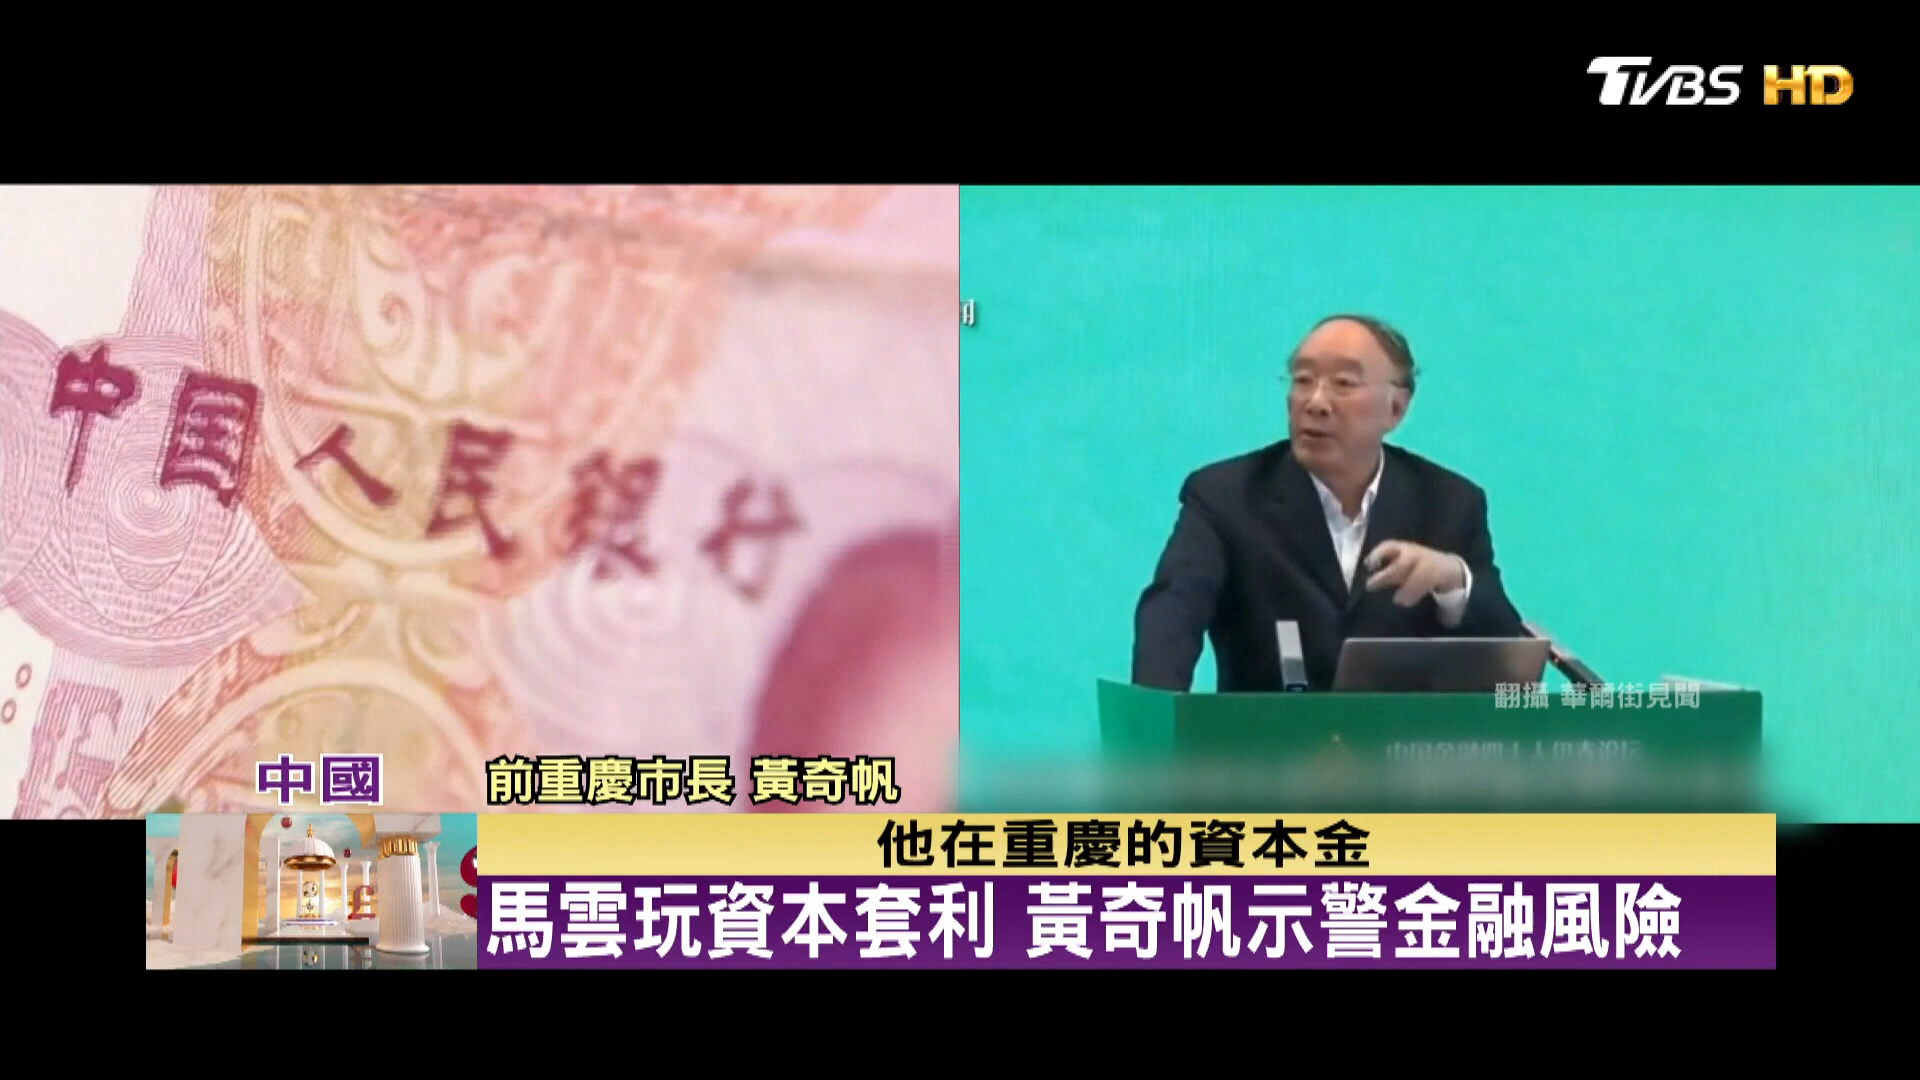 TVBS HD
中国人民银
翻攝 華爾街見聞
中國
前重慶市長 黃奇帆
他在重慶的資本金
馬雲玩資本套利 黃奇帆示警金融風險